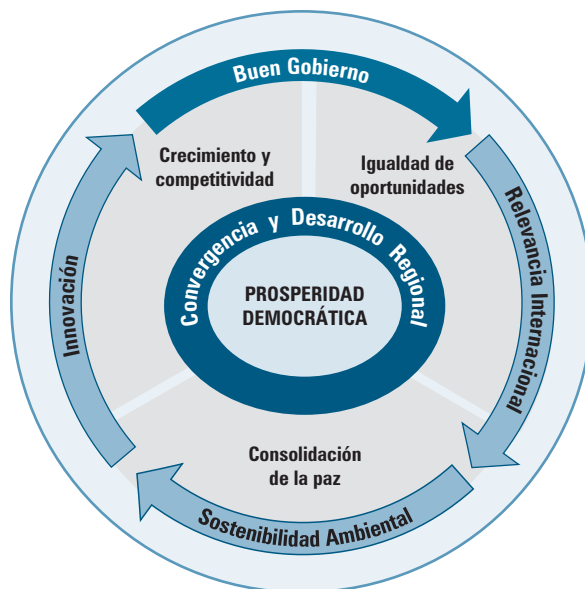 Buen Gobierno
Crecimiento y
competitividad
Igualdad de
oportunidades
Relevancia Internacional
Innovación
Convergencia y Desarrollo Regional
PROSPERIDAD
DEMOCRÁTICA
Consolidación
de la paz
Sostenibilidad Ambiental